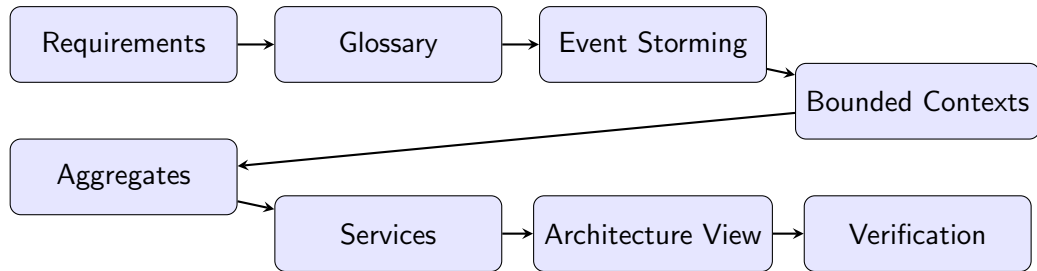 Requirements
Glossary
Event Storming
Bounded Contexts
Aggregates
Services
Architecture View
Verification